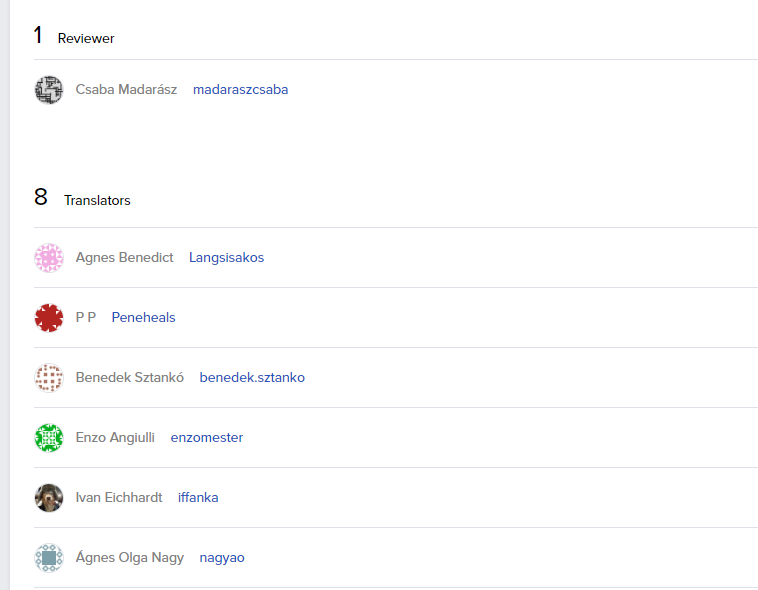 1 Reviewer
Csaba Madarász madaraszcsaba
8 Translators
Agnes Benedict Langsisakos
P P Peneheals
Benedek Sztankó benedek.sztanko
Enzo Angiulli enzomester
Ivan Eichhardt iffanka
Ágnes Olga Nagy nagyao